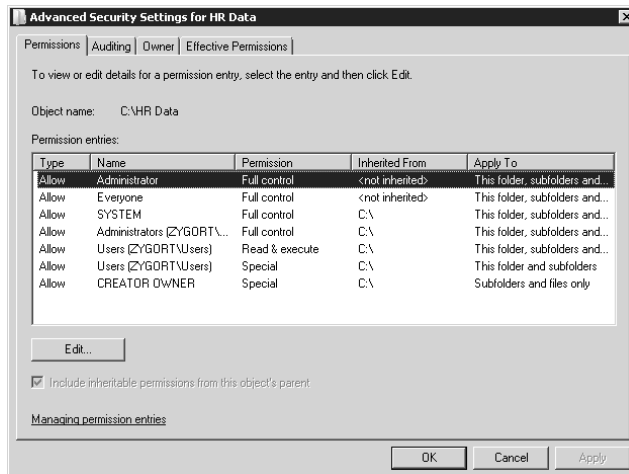 Advanced Security Settings for HR Data
Permissions Auditing Owner Effective Permissions
To view or edit details for a permission entry, select the entry and then click Edit.
Object name: C:\HR Data
Permission entries:
Type Name Permission Inherited From Apply To
Allow Administrator Full control <not inherited> This folder, subfolders and...
Allow Everyone Full control <not inherited> This folder, subfolders and...
Allow SYSTEM Full control C:\ This folder, subfolders and...
Allow Administrators (ZYGORT\... Full control C:\ This folder, subfolders and...
Allow Users (ZYGORT\Users) Read & execute C:\ This folder, subfolders and...
Allow Users (ZYGORT\Users) Special C:\ This folder and subfolders
Allow CREATOR OWNER Special C:\ Subfolders and files only
Edit...
Include inheritable permissions from this object's parent
Managing permission entries
OK Cancel Apply